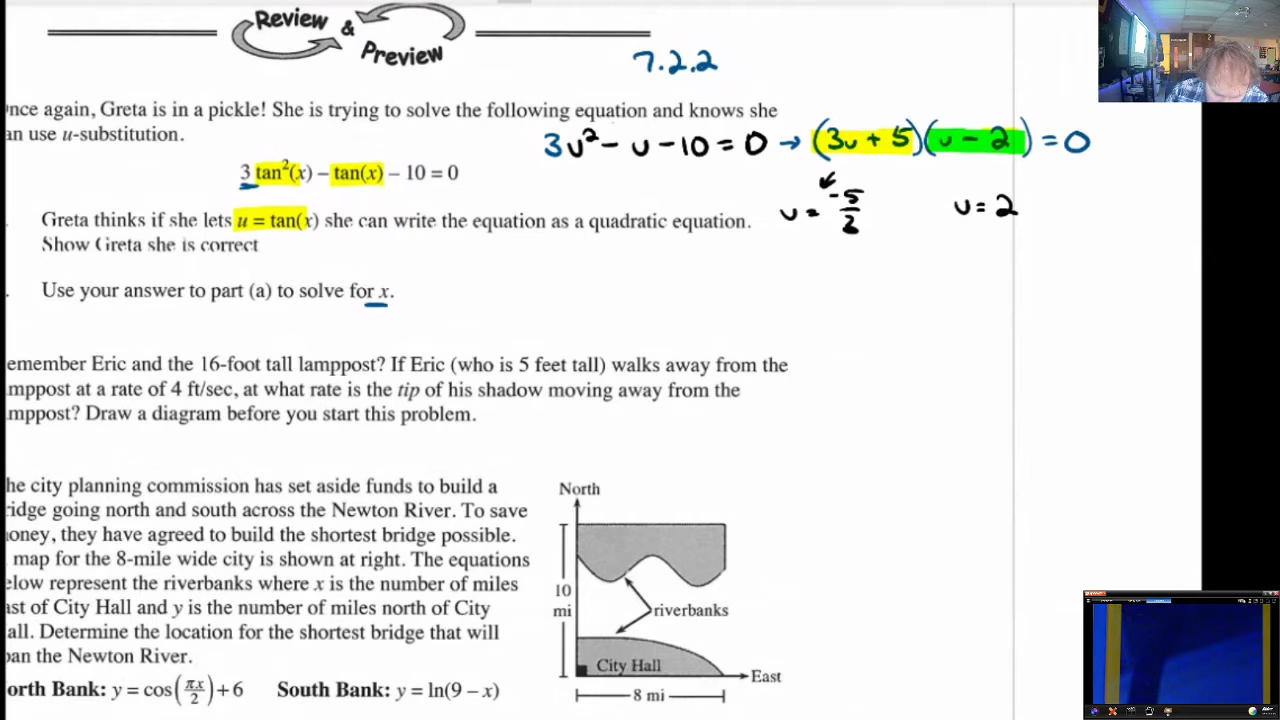 Review & Preview
7.2.2
nce again, Greta is in a pickle! She is trying to solve the following equation and knows she
an use u-substitution.
3u² - u - 10 = 0 → (3u + 5)(u - 2) = 0
3 tan²(x) – tan(x) – 10 = 0
u = -5/3 u = 2
Greta thinks if she lets u = tan(x) she can write the equation as a quadratic equation.
Show Greta she is correct
Use your answer to part (a) to solve for x.
emember Eric and the 16-foot tall lamppost? If Eric (who is 5 feet tall) walks away from the
mppost at a rate of 4 ft/sec, at what rate is the tip of his shadow moving away from the
mppost? Draw a diagram before you start this problem.
he city planning commission has set aside funds to build a
ridge going north and south across the Newton River. To save
oney, they have agreed to build the shortest bridge possible.
map for the 8-mile wide city is shown at right. The equations
elow represent the riverbanks where x is the number of miles
ast of City Hall and y is the number of miles north of City
all. Determine the location for the shortest bridge that will
pan the Newton River.
orth Bank: y = cos(πx/2) + 6 South Bank: y = ln(9 – x)
North
10
mi
riverbanks
City Hall
East
8 mi